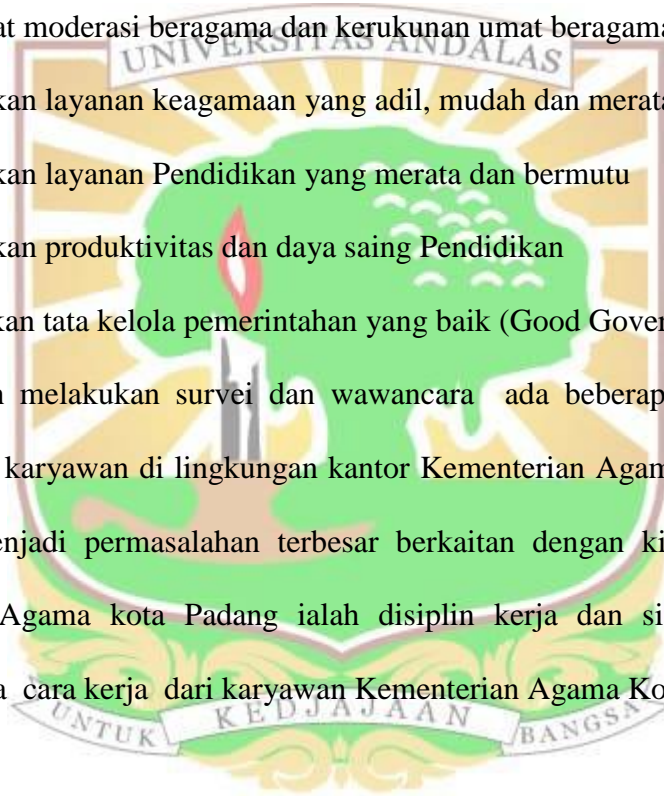 at moderasi beragama dan kerukunan umat beragama
UNIVERSITAS ANDALAS
kan layanan keagamaan yang adil, mudah dan merata
kan layanan Pendidikan yang merata dan bermutu
kan produktivitas dan daya saing Pendidikan
kan tata kelola pemerintahan yang baik (Good Gover
melakukan survei dan wawancara ada beberap
karyawan di lingkungan kantor Kementerian Agam
enjadi permasalahan terbesar berkaitan dengan ki
Agama kota Padang ialah disiplin kerja dan si
a cara kerja dari karyawan Kementerian Agama Ko
UNTUK KEDJAJAAN BANGSA